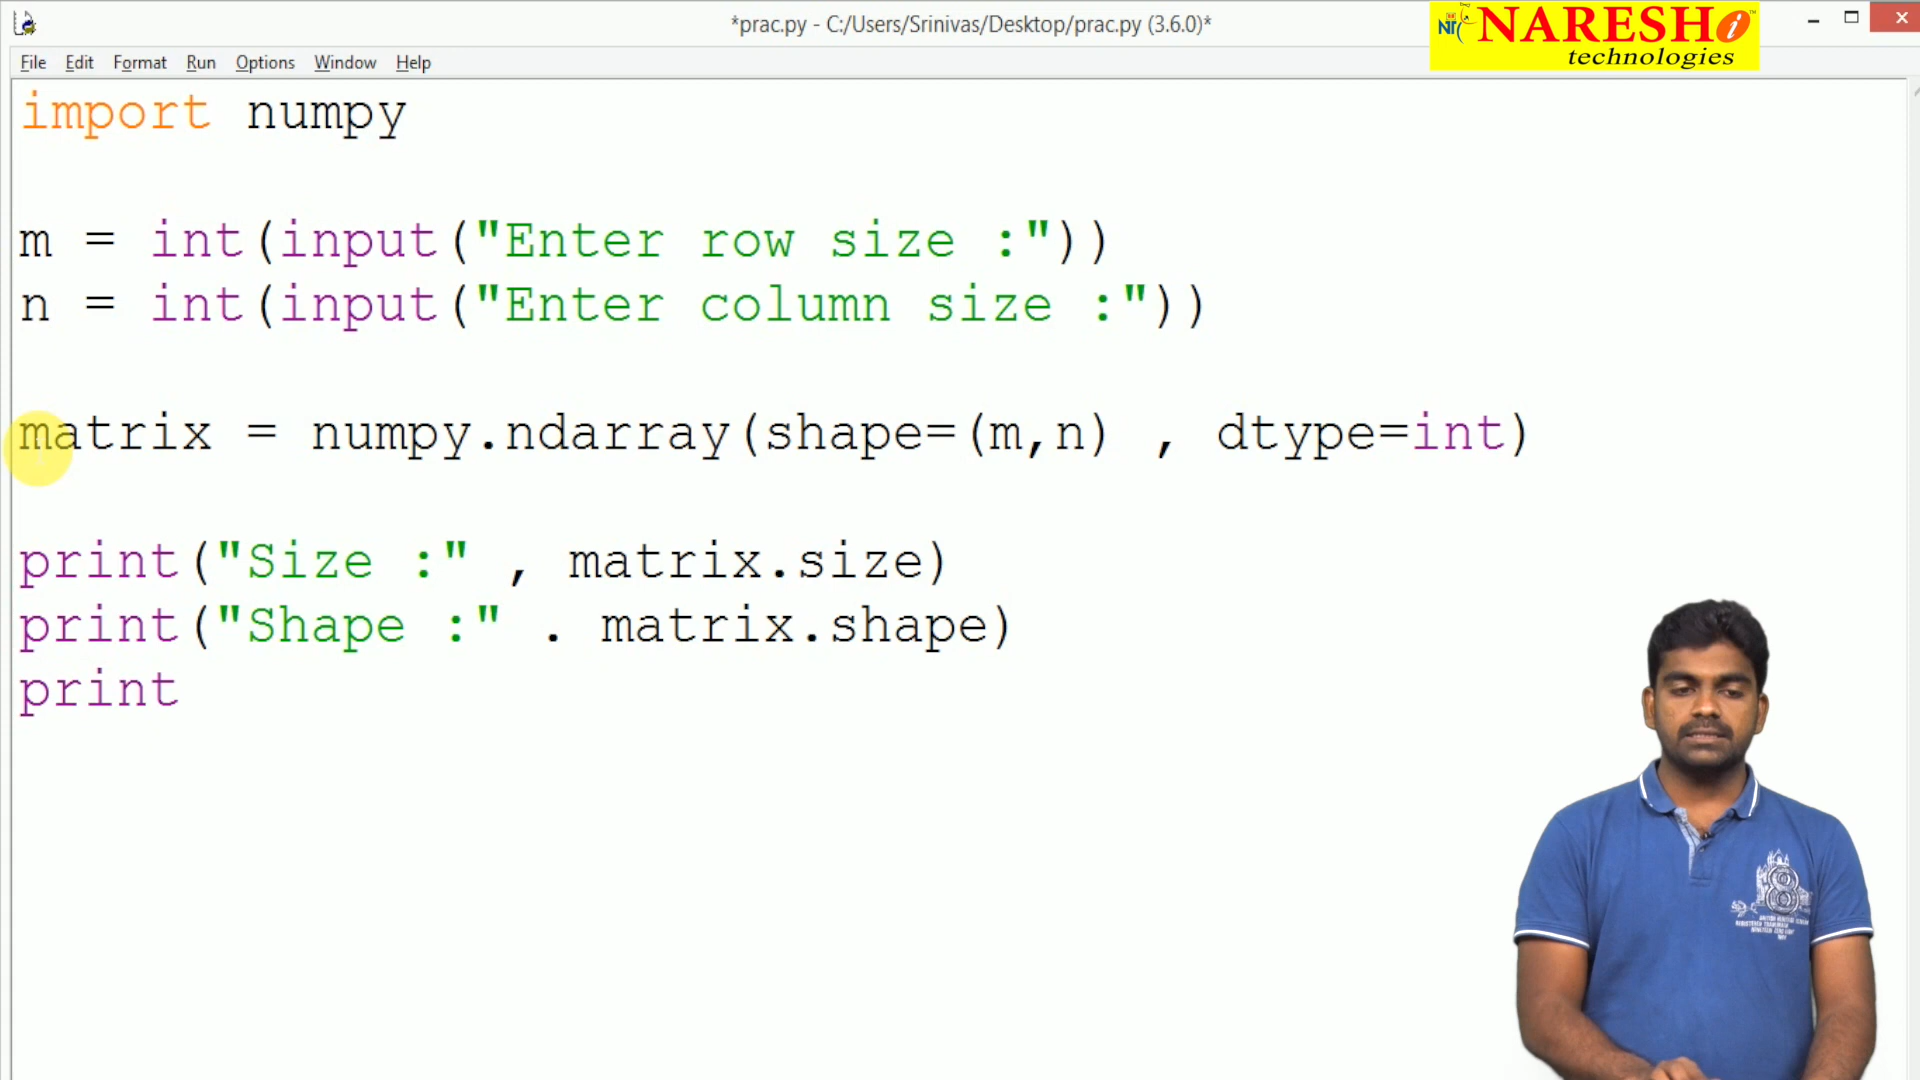 *prac.py - C:/Users/Srinivas/Desktop/prac.py (3.6.0)*
NT NARESH i
technologies
File Edit Format Run Options Window Help
import numpy
m = int(input("Enter row size :"))
n = int(input("Enter column size :"))
matrix = numpy.ndarray(shape=(m,n) , dtype=int)
print("Size :" , matrix.size)
print("Shape :" . matrix.shape)
print
8